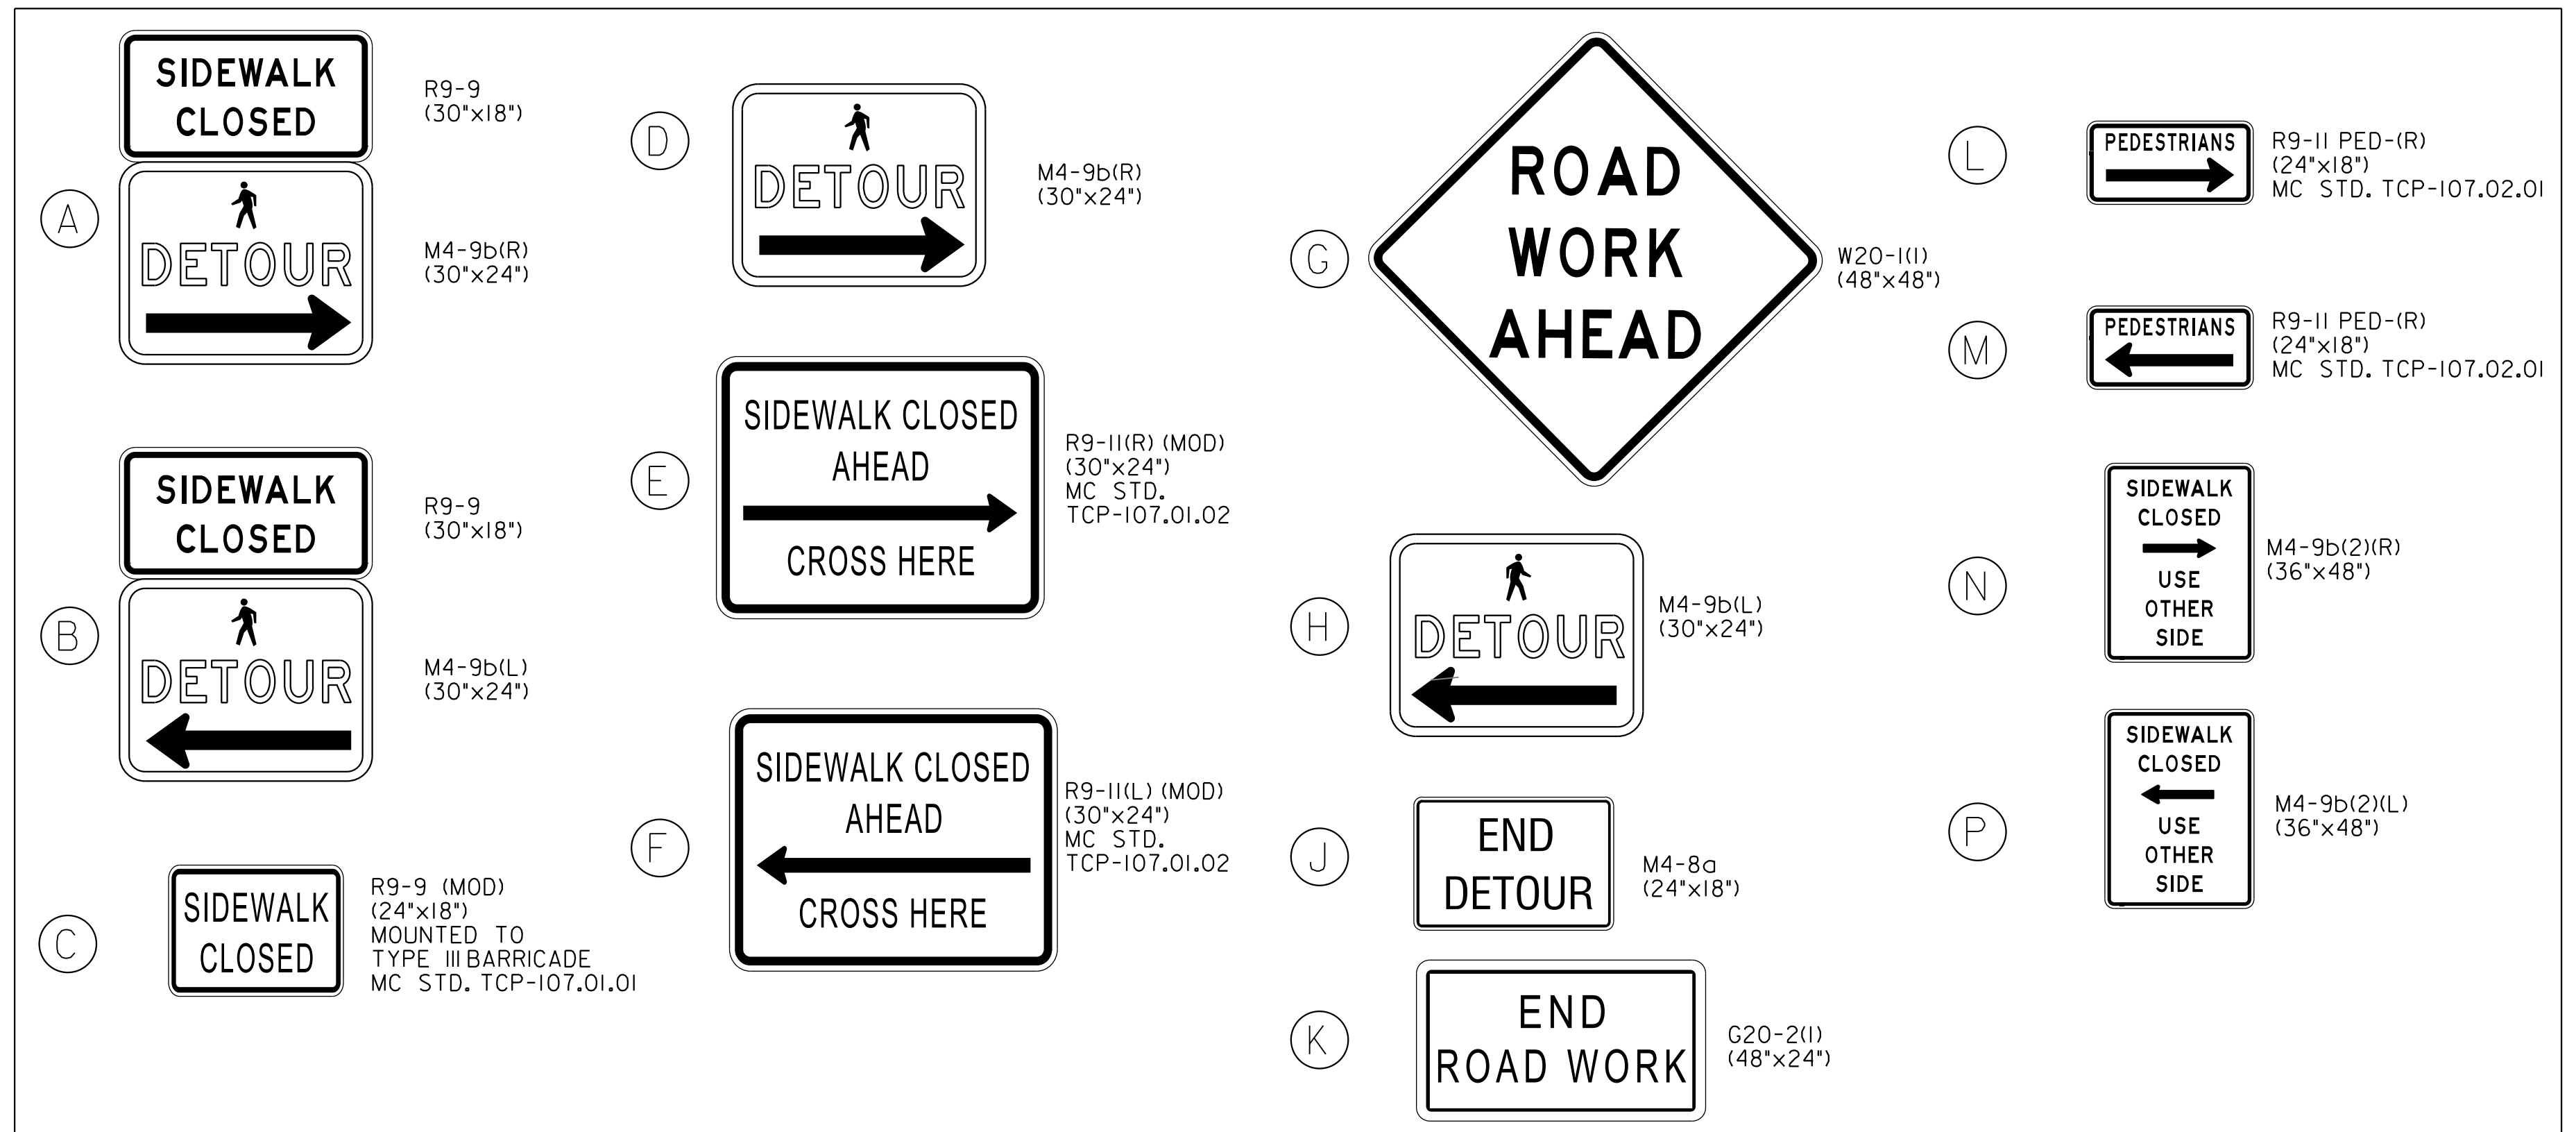 A
SIDEWALK
CLOSED
R9-9
(30"x18")
DETOUR
M4-9b(R)
(30"x24")
B
SIDEWALK
CLOSED
R9-9
(30"x18")
DETOUR
M4-9b(L)
(30"x24")
C
SIDEWALK
CLOSED
R9-9 (MOD)
(24"x18")
MOUNTED TO
TYPE III BARRICADE
MC STD. TCP-107.01.01
D
DETOUR
M4-9b(R)
(30"x24")
E
SIDEWALK CLOSED
AHEAD
CROSS HERE
R9-11(R) (MOD)
(30"x24")
MC STD.
TCP-107.01.02
F
SIDEWALK CLOSED
AHEAD
CROSS HERE
R9-11(L) (MOD)
(30"x24")
MC STD.
TCP-107.01.02
G
ROAD
WORK
AHEAD
W20-1(1)
(48"x48")
H
DETOUR
M4-9b(L)
(30"x24")
J
END
DETOUR
M4-8a
(24"x18")
K
END
ROAD WORK
G20-2(1)
(48"x24")
L
PEDESTRIANS
R9-11 PED-(R)
(24"x18")
MC STD. TCP-107.02.01
M
PEDESTRIANS
R9-11 PED-(R)
(24"x18")
MC STD. TCP-107.02.01
N
SIDEWALK
CLOSED
USE
OTHER
SIDE
M4-9b(2)(R)
(36"x48")
P
SIDEWALK
CLOSED
USE
OTHER
SIDE
M4-9b(2)(L)
(36"x48")